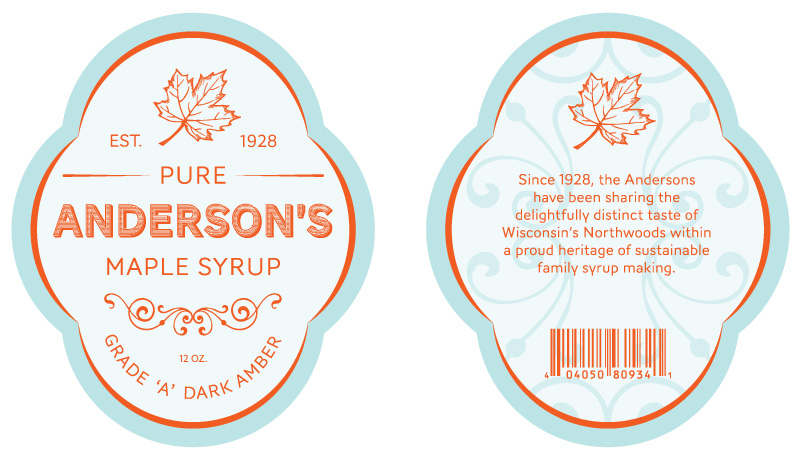 EST. 1928
PURE
ANDERSON'S
MAPLE SYRUP
12 OZ.
GRADE 'A' DARK AMBER
Since 1928, the Andersons
have been sharing the
delightfully distinct taste of
Wisconsin's Northwoods within
a proud heritage of sustainable
family syrup making.
4 04050 80934 1